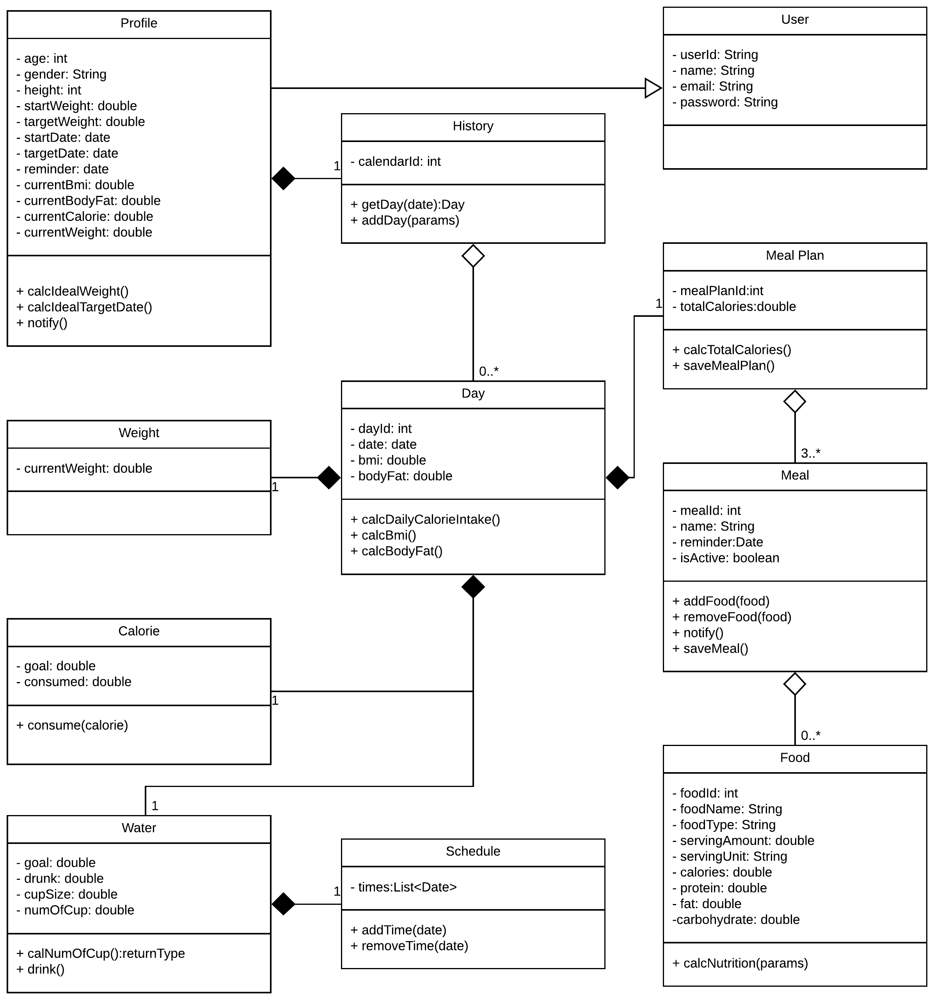 Profile
- age: int
- gender: String
- height: int
- startWeight: double
- targetWeight: double
- startDate: date
- targetDate: date
- reminder: date
- currentBmi: double
- currentBodyFat: double
- currentCalorie: double
- currentWeight: double
+ calcIdealWeight()
+ calcIdealTargetDate()
+ notify()
User
- userId: String
- name: String
- email: String
- password: String
1
History
- calendarId: int
+ getDay(date):Day
+ addDay(params)
0..*
1
Meal Plan
- mealPlanId:int
- totalCalories:double
+ calcTotalCalories()
+ saveMealPlan()
Weight
- currentWeight: double
1
Day
- dayId: int
- date: date
- bmi: double
- bodyFat: double
+ calcDailyCalorieIntake()
+ calcBmi()
+ calcBodyFat()
3..*
Meal
- mealId: int
- name: String
- reminder:Date
- isActive: boolean
+ addFood(food)
+ removeFood(food)
+ notify()
+ saveMeal()
Calorie
- goal: double
- consumed: double
+ consume(calorie)
1
0..*
Food
- foodId: int
- foodName: String
- foodType: String
- servingAmount: double
- servingUnit: String
- calories: double
- protein: double
- fat: double
-carbohydrate: double
+ calcNutrition(params)
1
Water
- goal: double
- drunk: double
- cupSize: double
- numOfCup: double
+ calNumOfCup():returnType
+ drink()
1
Schedule
- times:List<Date>
+ addTime(date)
+ removeTime(date)